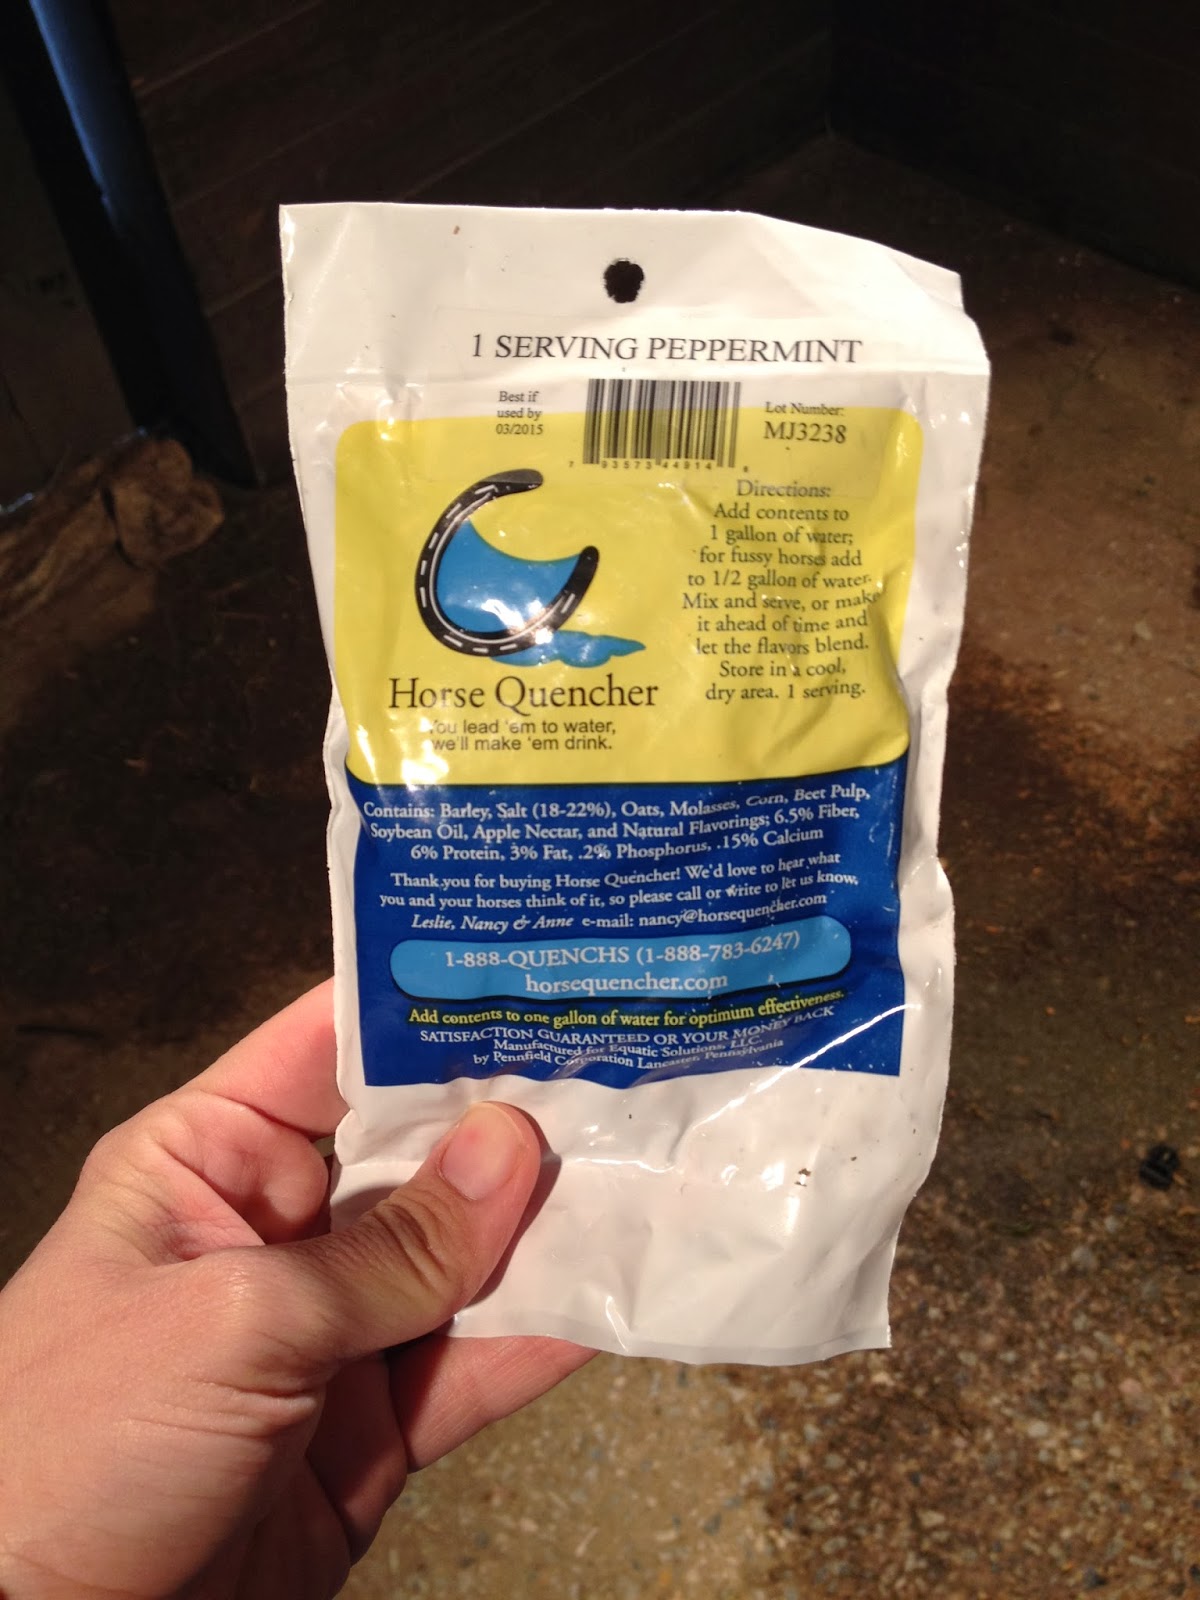 1 SERVING PEPPERMINT
Best if
used by
03/2015
7 93573 44914 8
Lot Number:
MJ3238
Directions:
Add contents to
1 gallon of water;
for fussy horses add
to 1/2 gallon of water.
Mix and serve, or make
it ahead of time and
let the flavors blend.
Store in a cool,
dry area. 1 serving.
Horse Quencher
You lead 'em to water,
we'll make 'em drink.
Contains: Barley, Salt (18-22%), Oats, Molasses, Corn, Beet Pulp,
Soybean Oil, Apple Nectar, and Natural Flavorings; 6.5% Fiber,
6% Protein, 3% Fat, .2% Phosphorus, .15% Calcium
Thank you for buying Horse Quencher! We'd love to hear what
you and your horses think of it, so please call or write to let us know,
Leslie, Nancy & Anne e-mail: nancy@horsequencher.com
1-888-QUENCHS (1-888-783-6247)
horsequencher.com
Add contents to one gallon of water for optimum effectiveness.
SATISFACTION GUARANTEED OR YOUR MONEY BACK
Manufactured for Equatic Solutions, LLC.
by Pennfield Corporation Lancaster, Pennsylvania